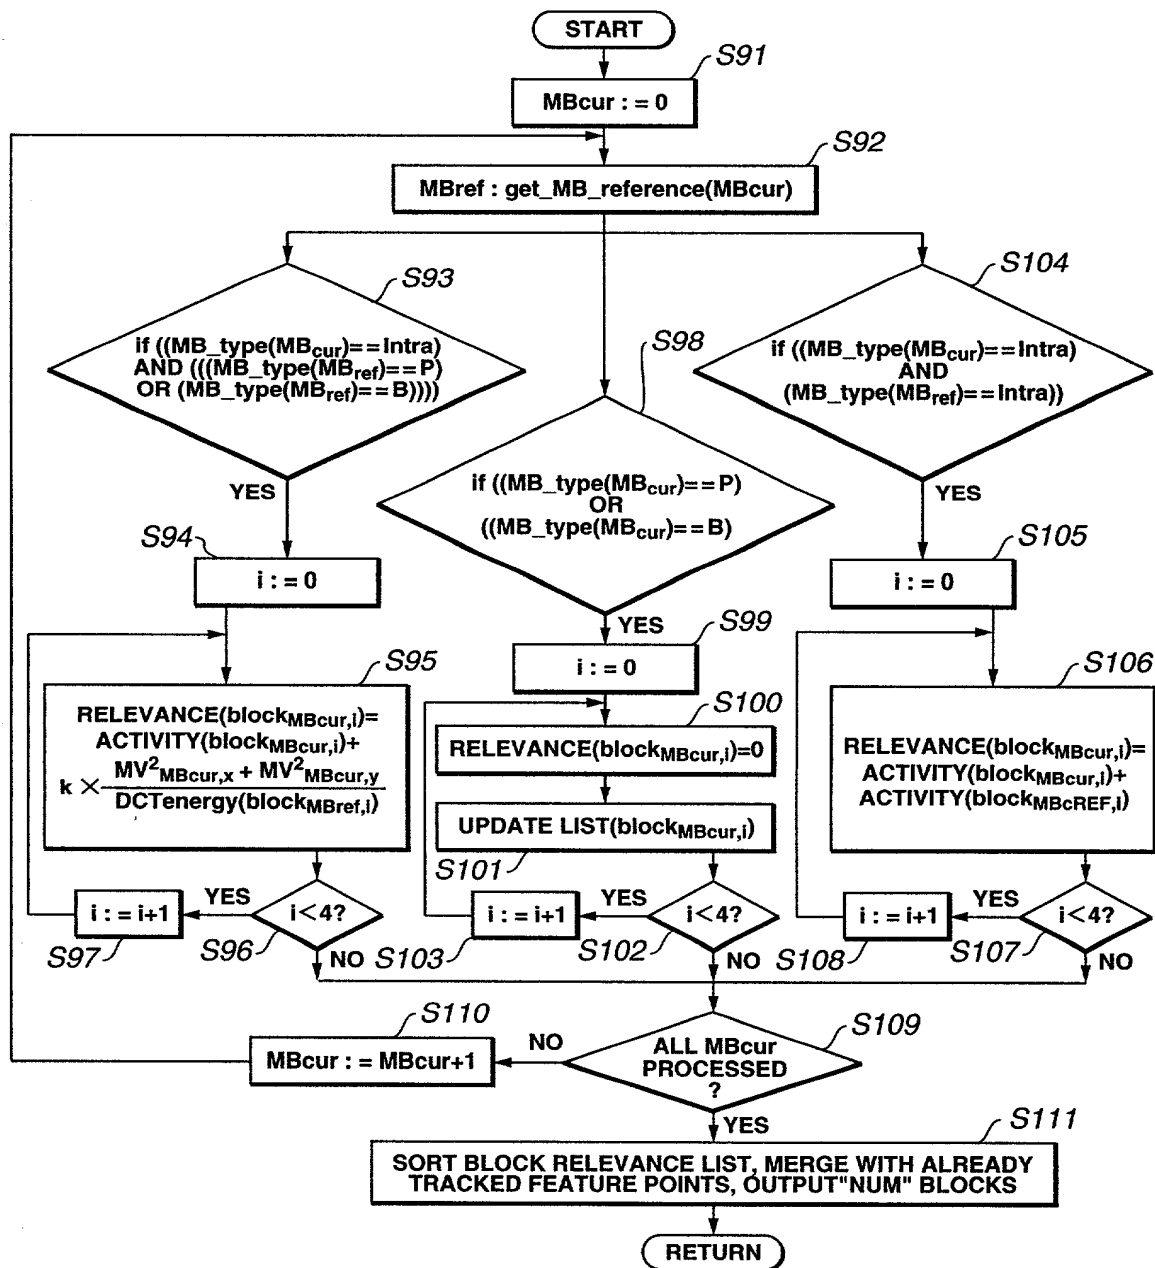 START
S91
MBcur : = 0
S92
MBref : get_MB_reference(MBcur)
S93
if ((MB_type(MBcur)==Intra)
AND (((MB_type(MBref)==P)
OR (MB_type(MBref)==B))))
YES
S98
if ((MB_type(MBcur)==P)
OR
((MB_type(MBcur)==B)
YES
S104
if ((MB_type(MBcur)==Intra)
AND
(MB_type(MBref)==Intra))
YES
S94
i : = 0
S99
i : = 0
S105
i : = 0
S95
RELEVANCE(blockMBcur,i)=
ACTIVITY(blockMBcur,i)+
k × MV²MBcur,x + MV²MBcur,y
DCTenergy(blockMBref,i)
S100
RELEVANCE(blockMBcur,i)=0
UPDATE LIST(blockMBcur,i)
S101
S106
RELEVANCE(blockMBcur,i)=
ACTIVITY(blockMBcur,i)+
ACTIVITY(blockMBcREF,i)
i : = i+1
YES
i<4?
S97
S96
NO
i : = i+1
YES
i<4?
S103
S102
NO
i : = i+1
YES
i<4?
S108
S107
NO
S110
MBcur : = MBcur+1
NO
S109
ALL MBcur
PROCESSED
?
YES
S111
SORT BLOCK RELEVANCE LIST, MERGE WITH ALREADY
TRACKED FEATURE POINTS, OUTPUT"NUM" BLOCKS
RETURN